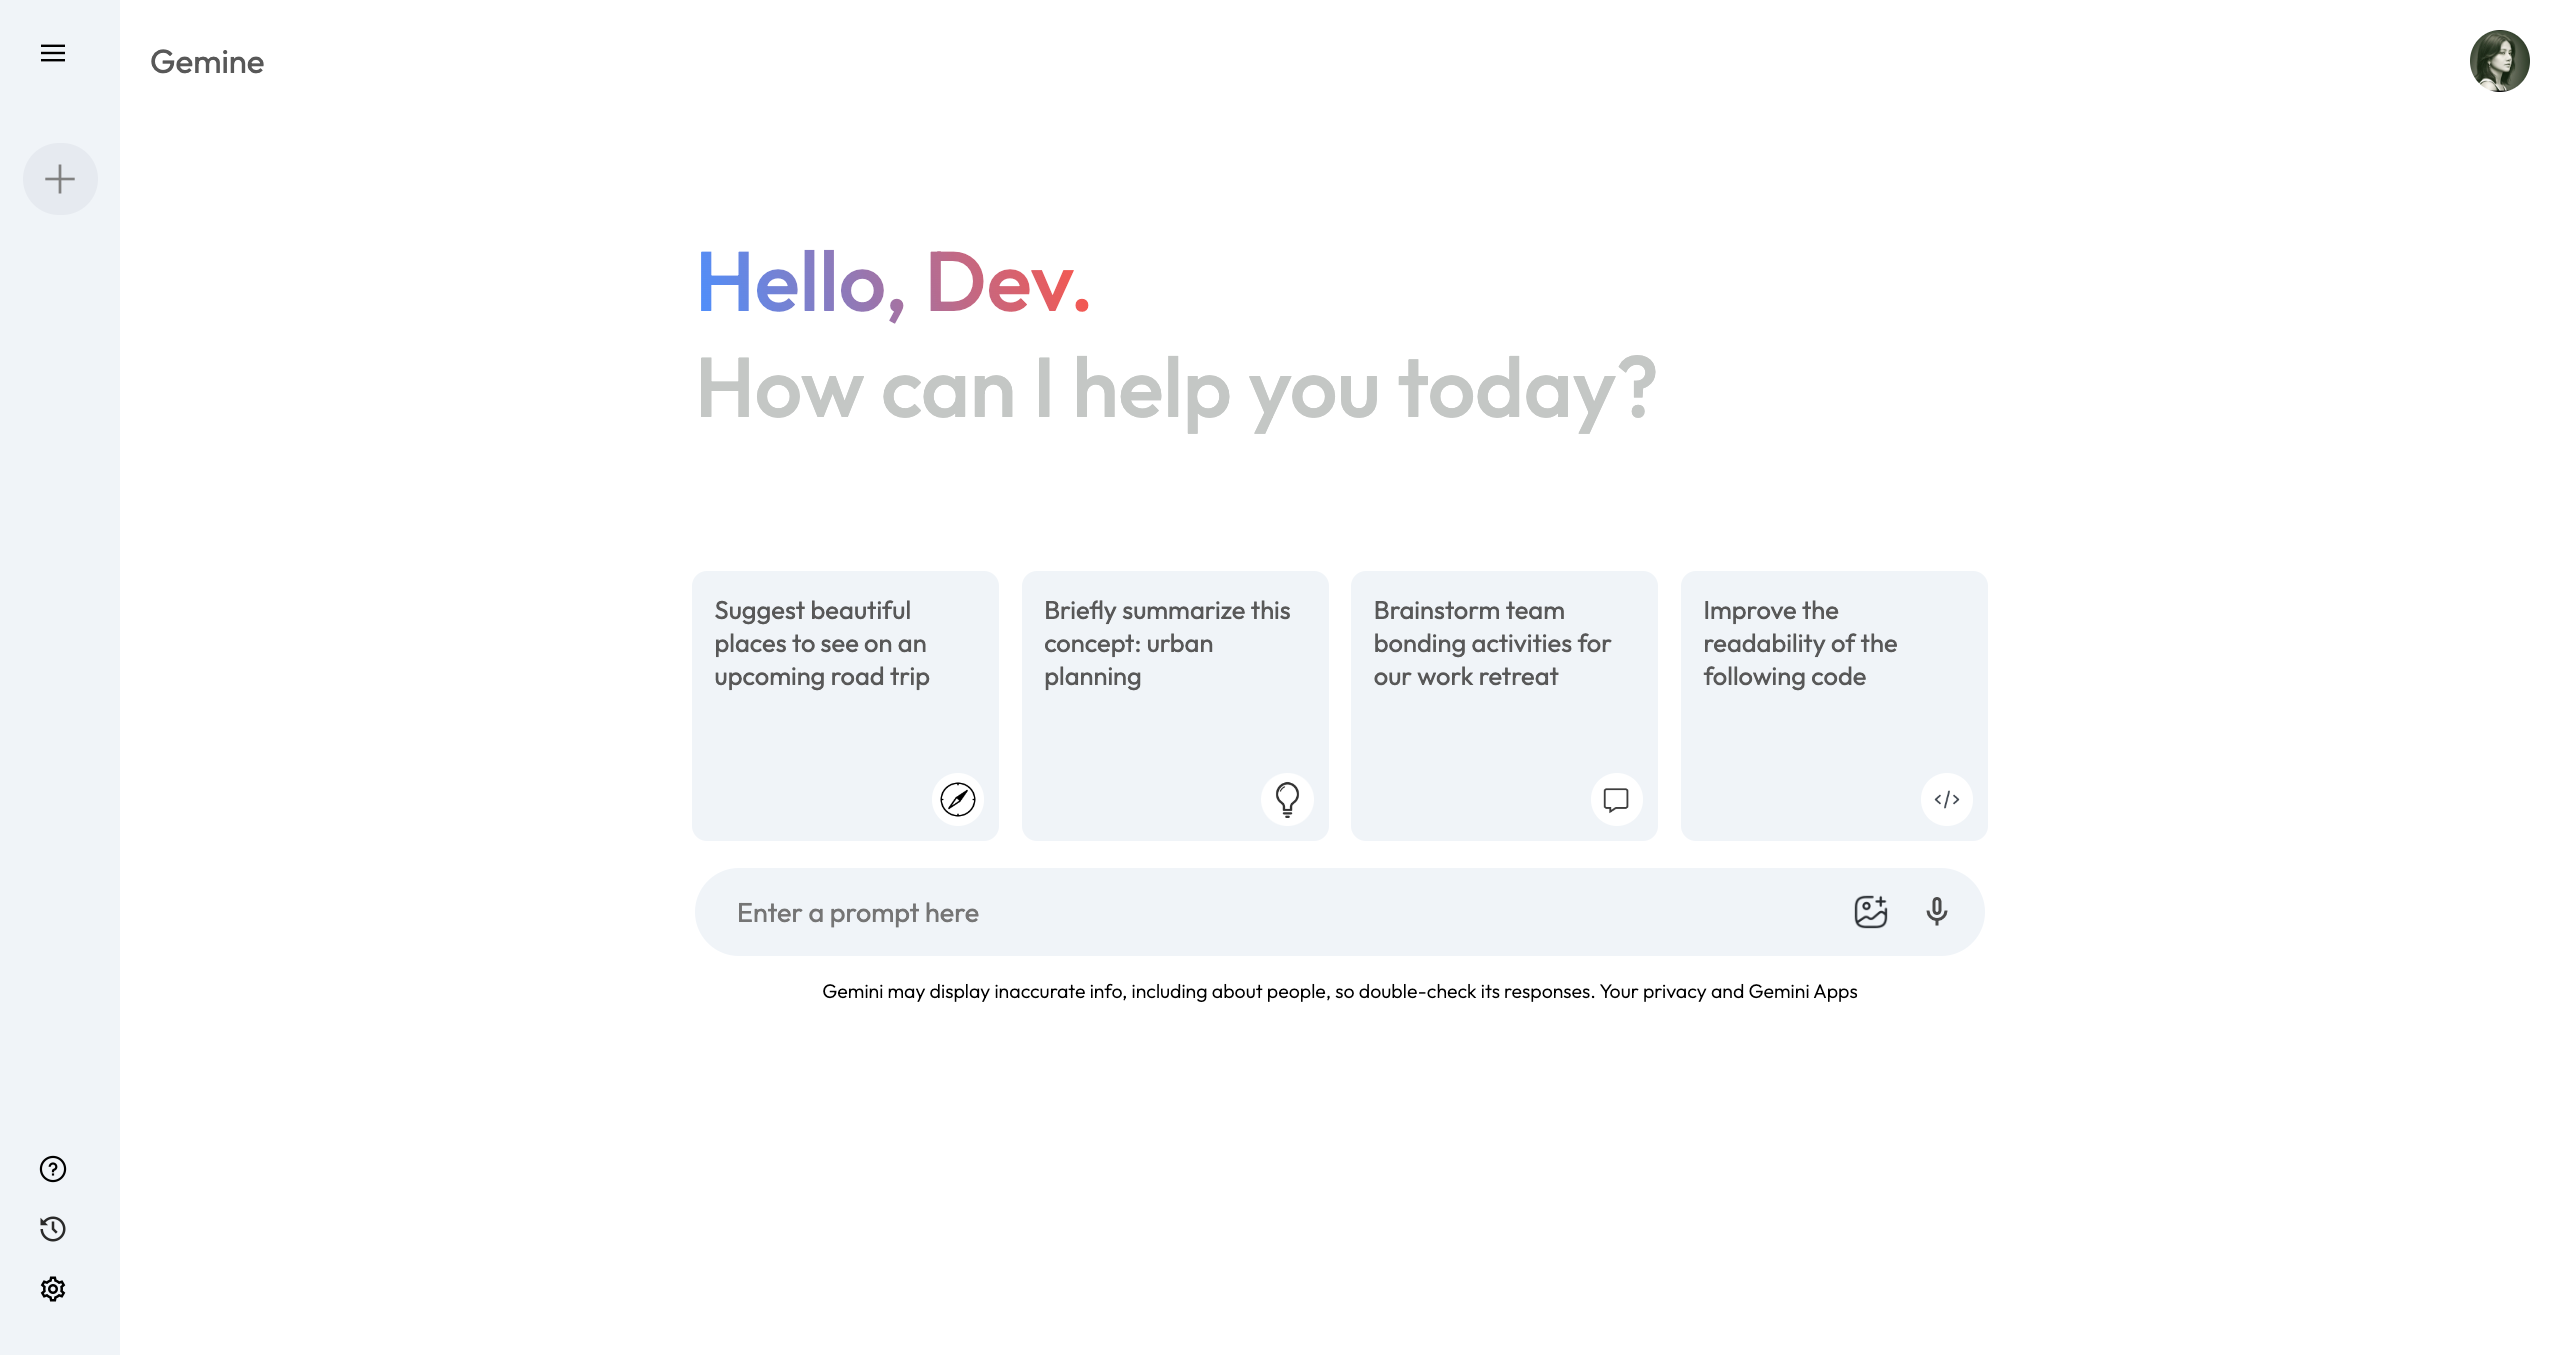 Gemine
Hello, Dev.
How can I help you today?
Suggest beautiful
places to see on an
upcoming road trip
Briefly summarize this
concept: urban
planning
Brainstorm team
bonding activities for
our work retreat
Improve the
readability of the
following code
Enter a prompt here
Gemini may display inaccurate info, including about people, so double-check its responses. Your privacy and Gemini Apps